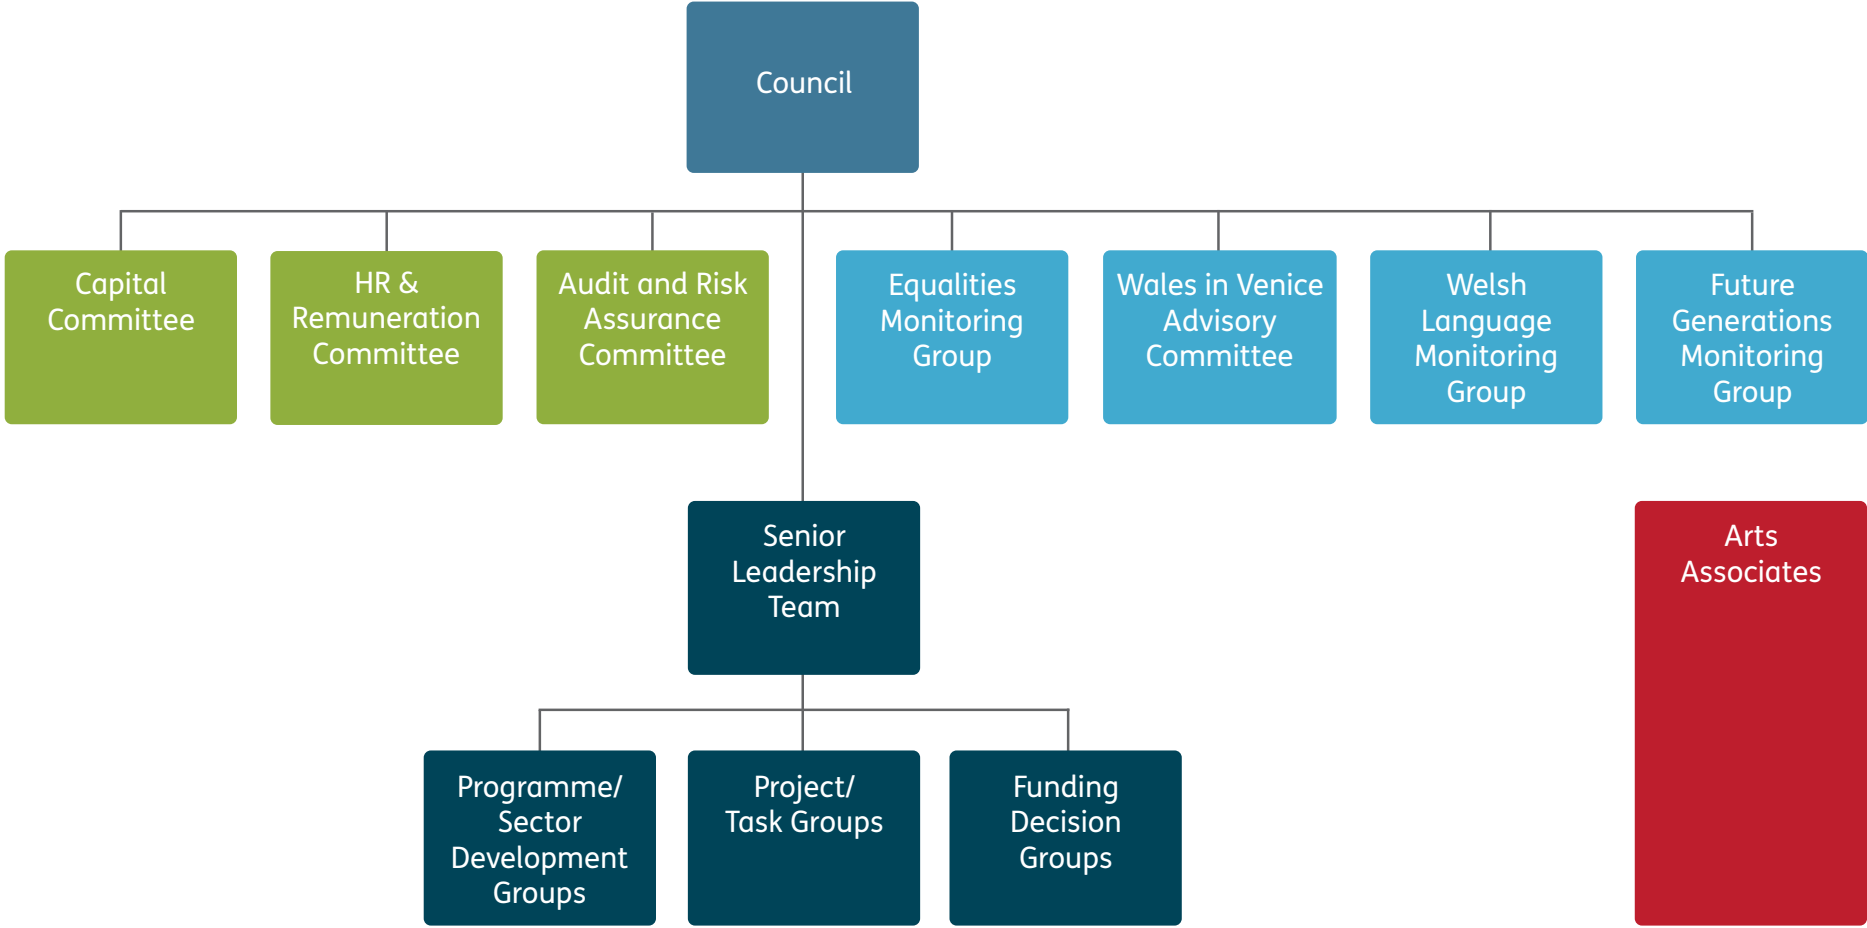 Council
Capital
Committee
HR &
Remuneration
Committee
Audit and Risk
Assurance
Committee
Equalities
Monitoring
Group
Wales in Venice
Advisory
Committee
Welsh
Language
Monitoring
Group
Future
Generations
Monitoring
Group
Senior
Leadership
Team
Arts
Associates
Programme/
Sector
Development
Groups
Project/
Task Groups
Funding
Decision
Groups